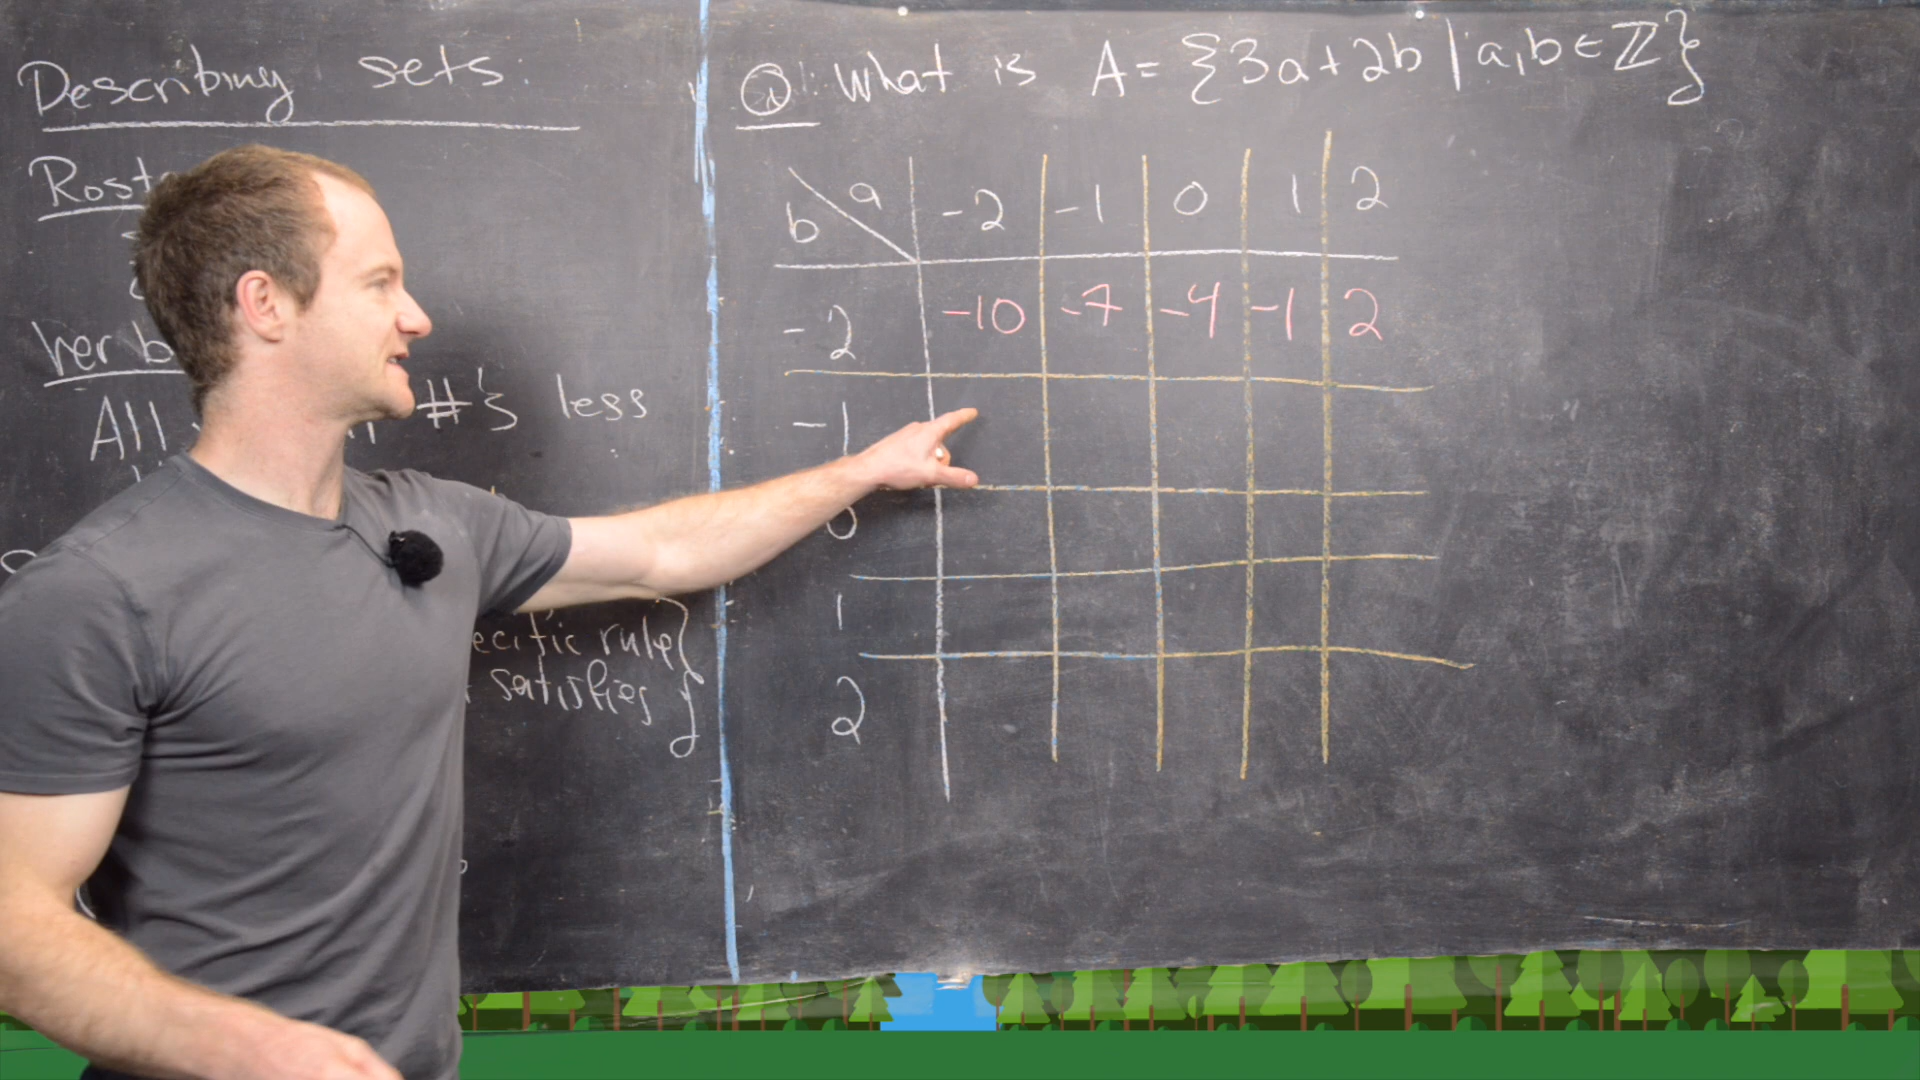 Describing sets:
Rost
her b
All #'s less
ecific rule}
satisfies }
Q: What is A = {3a+2b | a,b ∈ ℤ}
b a -2 -1 0 1 2
-2 -10 -7 -4 -1 2
-1
0
1
2